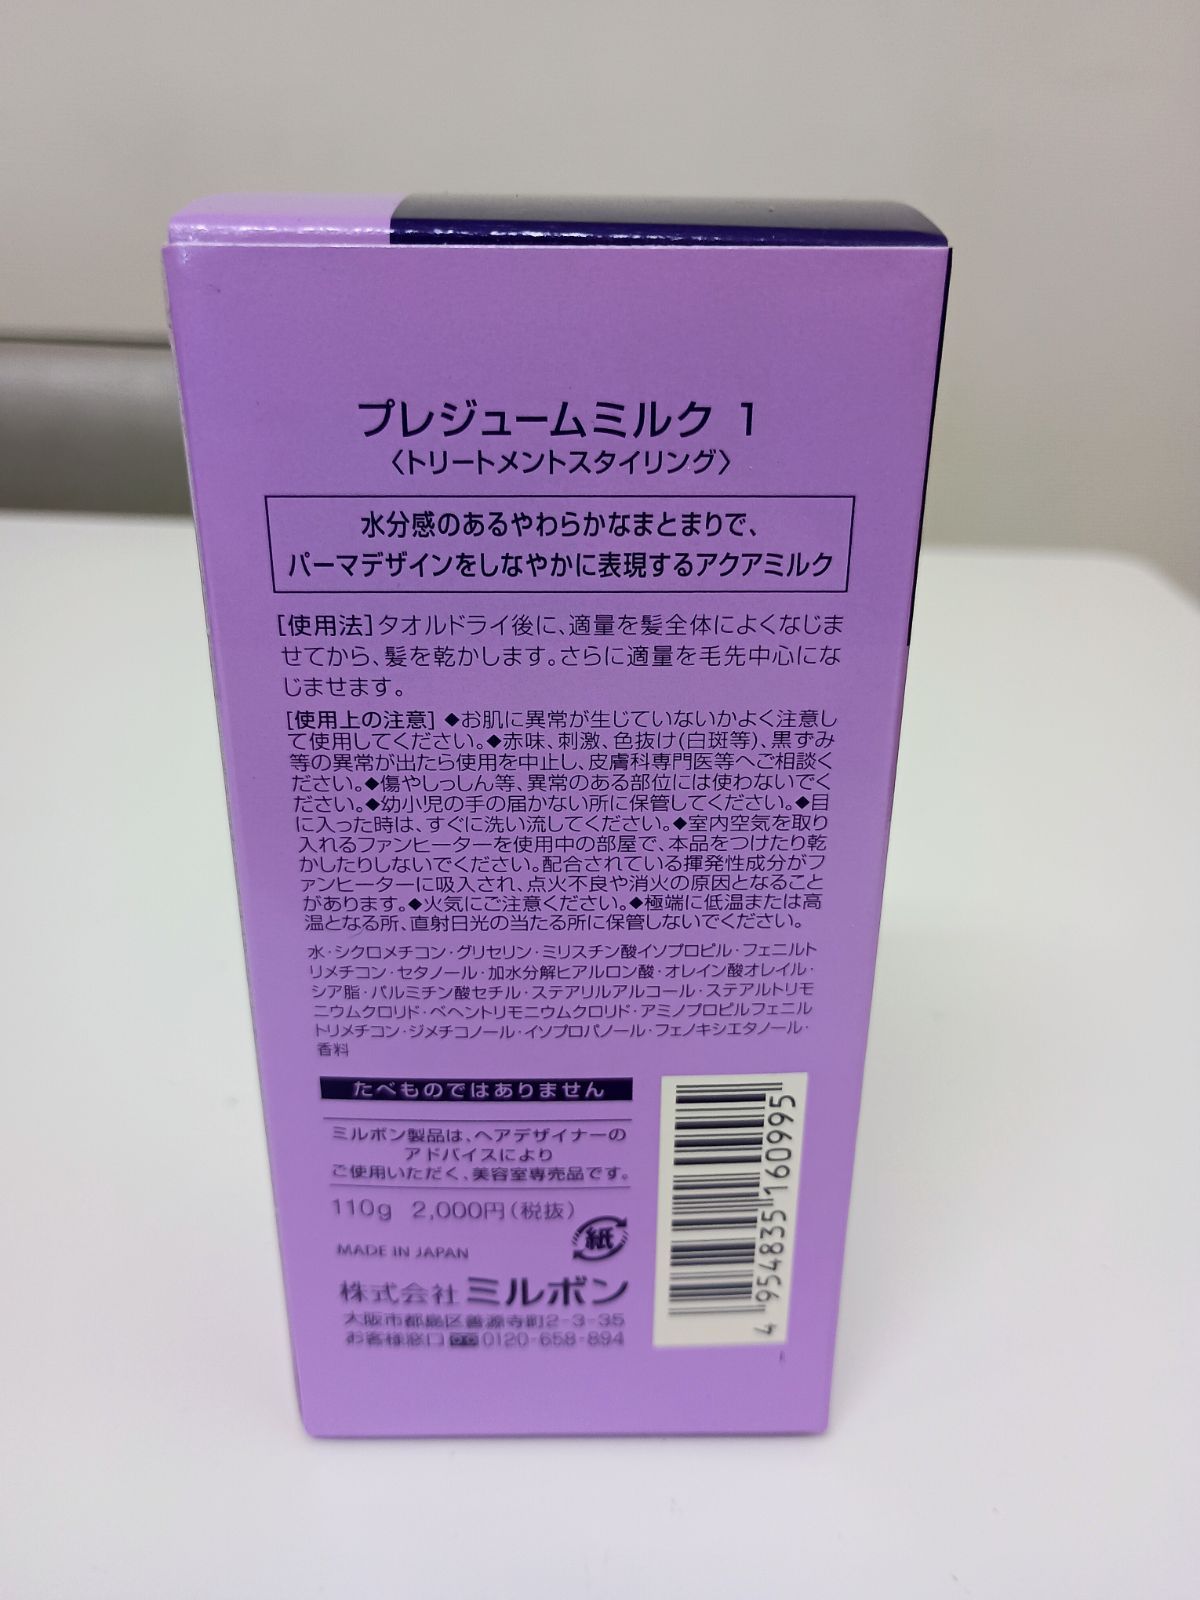 プレジュームミルク 1
〈トリートメントスタイリング〉
水分感のあるやわらかなまとまりで、
パーマデザインをしなやかに表現するアクアミルク
[使用法]タオルドライ後に、適量を髪全体によくなじま
せてから、髪を乾かします。さらに適量を毛先中心にな
じませます。
[使用上の注意] ◆お肌に異常が生じていないかよく注意し
て使用してください。◆赤味、刺激、色抜け(白斑等)、黒ずみ
等の異常が出たら使用を中止し、皮膚科専門医等へご相談く
ださい。◆傷やしっしん等、異常のある部位には使わないでく
ださい。◆幼小児の手の届かない所に保管してください。◆目
に入った時は、すぐに洗い流してください。◆室内空気を取り
入れるファンヒーターを使用中の部屋で、本品をつけたり乾
かしたりしないでください。配合されている揮発性成分がフ
ァンヒーターに吸入され、点火不良や消火の原因となること
があります。◆火気にご注意ください。◆極端に低温または高
温となる所、直射日光の当たる所に保管しないでください。
水・シクロメチコン・グリセリン・ミリスチン酸イソプロピル・フェニルト
リメチコン・セタノール・加水分解ヒアルロン酸・オレイン酸オレイル・
シア脂・パルミチン酸セチル・ステアリルアルコール・ステアルトリモ
ニウムクロリド・ベヘントリモニウムクロリド・アミノプロピルフェニル
トリメチコン・ジメチコノール・イソプロパノール・フェノキシエタノール・
香料
たべものではありません
ミルボン製品は、ヘアデザイナーの
アドバイスにより
ご使用いただく、美容室専売品です。
110g 2,000円(税抜)
紙
MADE IN JAPAN
株式会社 ミルボン
大阪市都島区善源寺町2-3-35
お客様窓口 0120-658-894
4 954835 160995